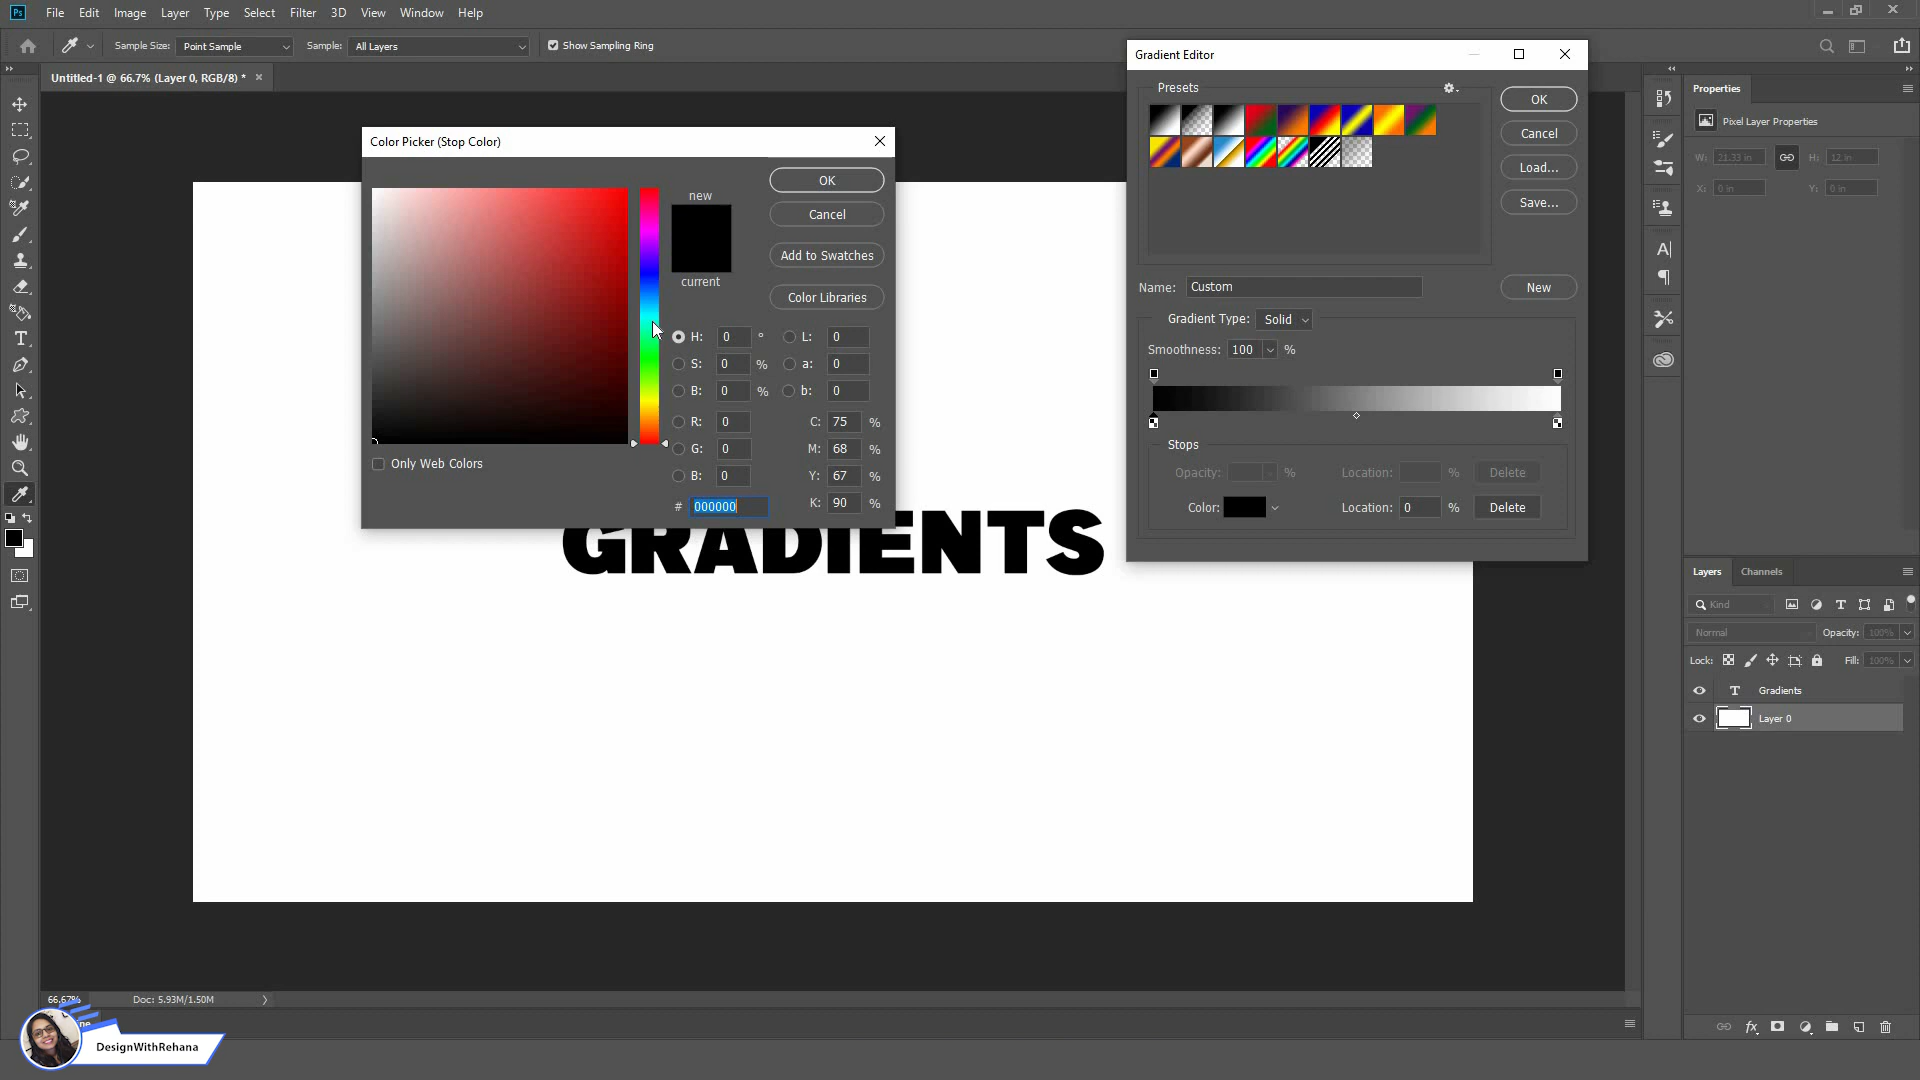 Ps File Edit Image Layer Type Select Filter 3D View Window Help
Sample Size: Point Sample Sample: All Layers Show Sampling Ring
Untitled-1 @ 66.7% (Layer 0, RGB/8) *
Color Picker (Stop Color)
new
current
OK
Cancel
Add to Swatches
Color Libraries
H: 0 ° L: 0
S: 0 % a: 0
B: 0 % b: 0
R: 0 C: 75 %
G: 0 M: 68 %
B: 0 Y: 67 %
# 000000 K: 90 %
Only Web Colors
GRADIENTS
Gradient Editor
Presets
OK
Cancel
Load...
Save...
Name: Custom New
Gradient Type: Solid
Smoothness: 100 %
Stops
Opacity: % Location: % Delete
Color: Location: 0 % Delete
Properties
Pixel Layer Properties
W: 21.33 in H: 12 in
X: 0 in Y: 0 in
Layers Channels
Kind
Normal Opacity: 100%
Lock: Fill: 100%
T Gradients
Layer 0
66.67% Doc: 5.93M/1.50M
DesignWithRehana